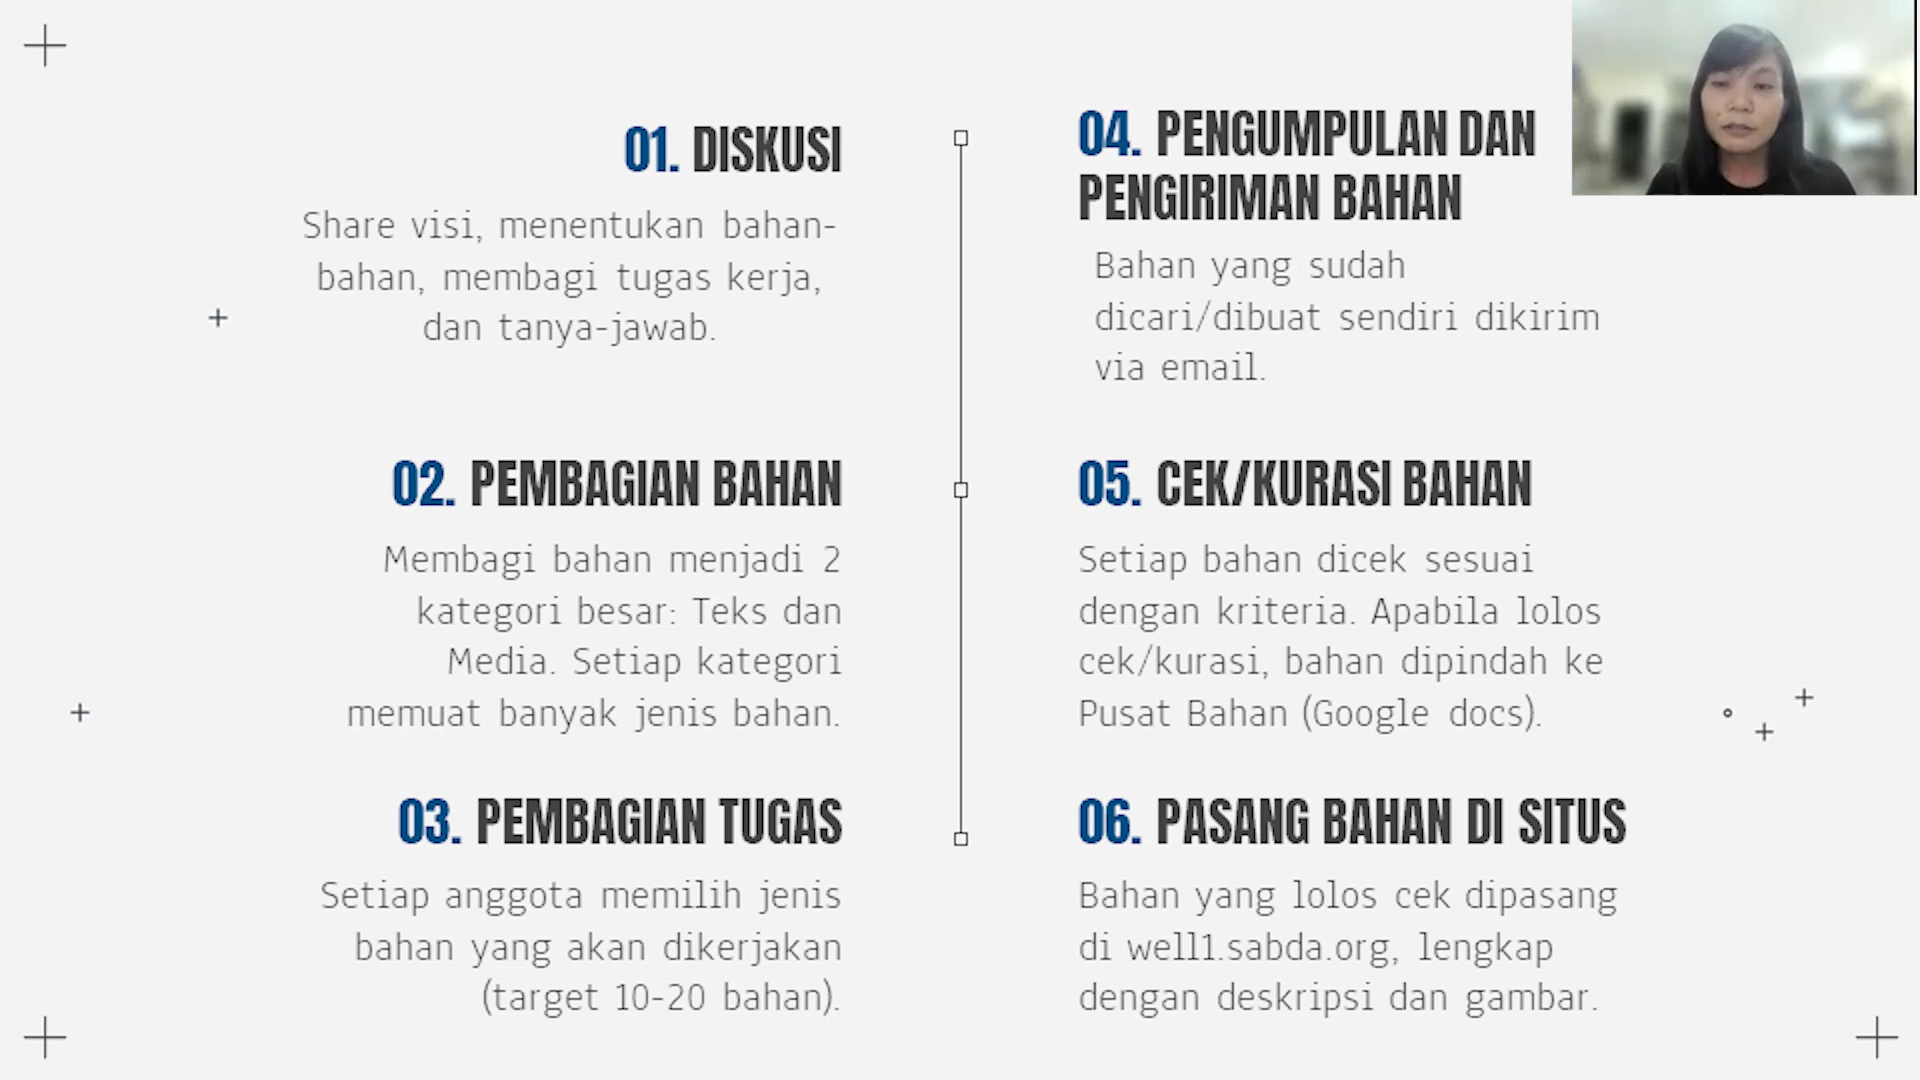 01. DISKUSI
Share visi, menentukan bahan-
bahan, membagi tugas kerja,
dan tanya-jawab.
02. PEMBAGIAN BAHAN
Membagi bahan menjadi 2
kategori besar: Teks dan
Media. Setiap kategori
memuat banyak jenis bahan.
03. PEMBAGIAN TUGAS
Setiap anggota memilih jenis
bahan yang akan dikerjakan
(target 10-20 bahan).
04. PENGUMPULAN DAN
PENGIRIMAN BAHAN
Bahan yang sudah
dicari/dibuat sendiri dikirim
via email.
05. CEK/KURASI BAHAN
Setiap bahan dicek sesuai
dengan kriteria. Apabila lolos
cek/kurasi, bahan dipindah ke
Pusat Bahan (Google docs).
06. PASANG BAHAN DI SITUS
Bahan yang lolos cek dipasang
di well1.sabda.org, lengkap
dengan deskripsi dan gambar.